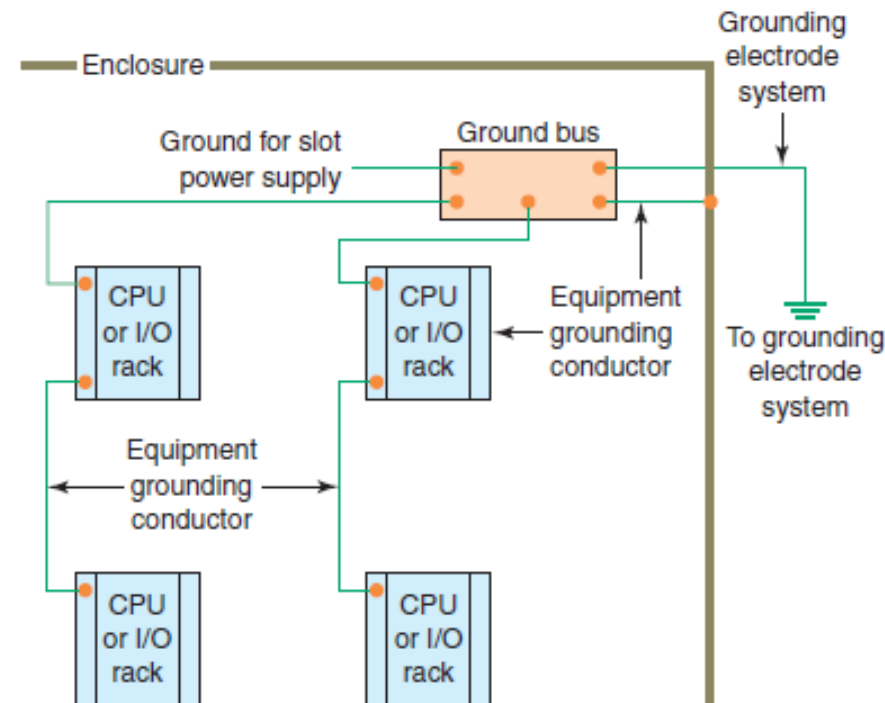 Grounding
electrode
system
Enclosure
Ground for slot
power supply
Ground bus
CPU
or I/O
rack
CPU
or I/O
rack
Equipment
grounding
conductor
To grounding
electrode
system
Equipment
grounding
conductor
CPU
or I/O
rack
CPU
or I/O
rack